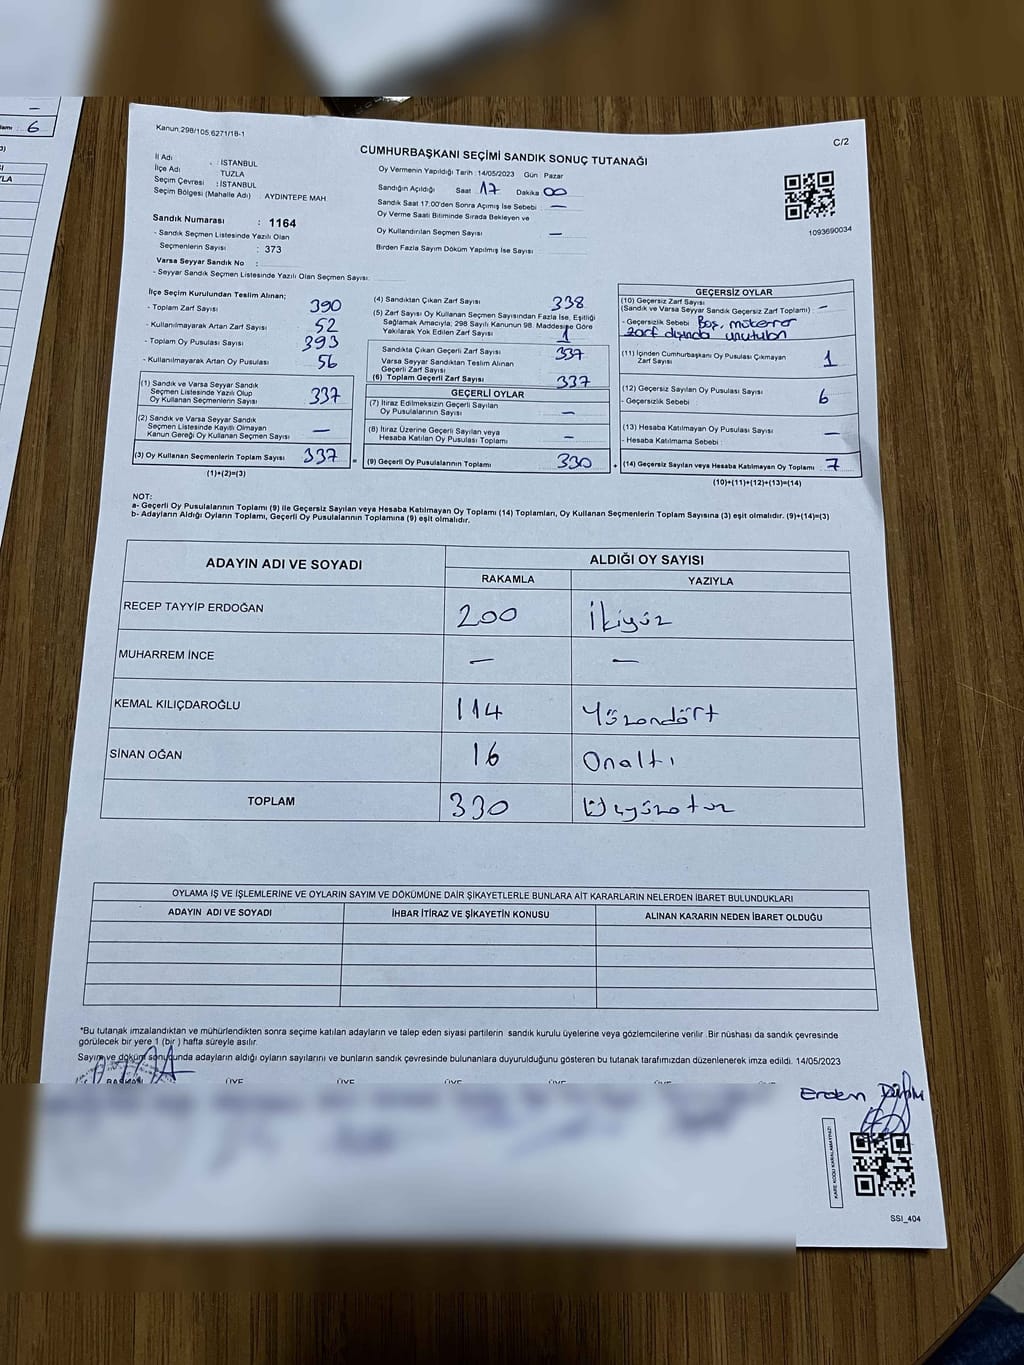 6
Kanun.298/105,6271/18-1
C/2
CUMHURBAŞKANI SEÇİMİ SANDIK SONUÇ TUTANAĞI
İl Adı : İSTANBUL
İlçe Adı : TUZLA
Seçim Çevresi : İSTANBUL
Seçim Bölgesi (Mahalle Adı) AYDINTEPE MAH
Oy Vermenin Yapıldığı Tarih : 14/05/2023 Gün : Pazar
Sandığın Açıldığı Saat 17 Dakika 00
Sandık Saat 17:00'den Sonra Açımış İse Sebebi : —
Oy Verme Saati Bitiminde Sırada Bekleyen ve
Oy Kullandırılan Seçmen Sayısı —
Birden Fazla Sayım Döküm Yapılmış İse Sayısı
1093690034
Sandık Numarası : 1164
- Sandık Seçmen Listesinde Yazılı Olan
Seçmenlerin Sayısı : 373
Varsa Seyyar Sandık No :
- Seyyar Sandık Seçmen Listesinde Yazılı Olan Seçmen Sayısı:
İlçe Seçim Kurulundan Teslim Alınan;
- Toplam Zarf Sayısı 390
- Kullanılmayarak Artan Zarf Sayısı 52
- Toplam Oy Pusulası Sayısı 393
- Kullanılmayarak Artan Oy Pusulası 56
(1) Sandık ve Varsa Seyyar Sandık
Seçmen Listesinde Yazılı Olup
Oy Kullanan Seçmenlerin Sayısı 337
(2) Sandık ve Varsa Seyyar Sandık
Seçmen Listesinde Kayıtlı Olmayan
Kanun Gereği Oy Kullanan Seçmen Sayısı —
(3) Oy Kullanan Seçmenlerin Toplam Sayısı 337
(1)+(2)=(3)
(4) Sandıktan Çıkan Zarf Sayısı 338
(5) Zarf Sayısı Oy Kullanan Seçmen Sayısından Fazla İse, Eşitliği
Sağlamak Amacıyla, 298 Sayılı Kanunun 98. Maddesine Göre
Yakılarak Yok Edilen Zarf Sayısı 1
Sandıkta Çıkan Geçerli Zarf Sayısı 337
Varsa Seyyar Sandıktan Teslim Alınan
Geçerli Zarf Sayısı
(6) Toplam Geçerli Zarf Sayısı 337
GEÇERLİ OYLAR
(7) İtiraz Edilmeksizin Geçerli Sayılan
Oy Pusulalarının Sayısı —
(8) İtiraz Üzerine Geçerli Sayılan veya
Hesaba Katılan Oy Pusulası Toplamı —
= (9) Geçerli Oy Pusulalarının Toplamı 330
GEÇERSİZ OYLAR
(10) Geçersiz Zarf Sayısı
(Sandık ve Varsa Seyyar Sandık Geçersiz Zarf Toplamı) : —
- Geçersizlik Sebebi Boş, mükerrer
zarf dışında unutulan
(11) İçinden Cumhurbaşkanı Oy Pusulası Çıkmayan
Zarf Sayısı 1
(12) Geçersiz Sayılan Oy Pusulası Sayısı 6
- Geçersizlik Sebebi :
(13) Hesaba Katılmayan Oy Pusulası Sayısı —
- Hesaba Katılmama Sebebi :
+ (14) Geçersiz Sayılan veya Hesaba Katılmayan Oy Toplamı 7
(10)+(11)+(12)+(13)=(14)
NOT:
a- Geçerli Oy Pusulalarının Toplamı (9) ile Geçersiz Sayılan veya Hesaba Katılmayan Oy Toplamı (14) Toplamları, Oy Kullanan Seçmenlerin Toplam Sayısına (3) eşit olmalıdır. (9)+(14)=(3)
b- Adayların Aldığı Oyların Toplamı, Geçerli Oy Pusulalarının Toplamına (9) eşit olmalıdır.
ADAYIN ADI VE SOYADI
ALDIĞI OY SAYISI
RAKAMLA YAZIYLA
RECEP TAYYİP ERDOĞAN 200 İkiyüz
MUHARREM İNCE — —
KEMAL KILIÇDAROĞLU 114 Yüzondört
SİNAN OĞAN 16 Onaltı
TOPLAM 330 Üçyüzotuz
OYLAMA İŞ VE İŞLEMLERİNE VE OYLARIN SAYIM VE DÖKÜMÜNE DAİR ŞİKAYETLERLE BUNLARA AİT KARARLARIN NELERDEN İBARET BULUNDUKLARI
ADAYIN ADI VE SOYADI İHBAR İTİRAZ VE ŞİKAYETİN KONUSU ALINAN KARARIN NEDEN İBARET OLDUĞU
*Bu tutanak imzalandıktan ve mühürlendikten sonra seçime katılan adayların ve talep eden siyasi partilerin sandık kurulu üyelerine veya gözlemcilerine verilir. Bir nüshası da sandık çevresinde
görülecek bir yere 1 (bir) hafta süreyle asılır.
Sayım ve döküm sonucunda adayların aldığı oyların sayılarını ve bunların sandık çevresinde bulunanlara duyurulduğunu gösteren bu tutanak tarafımızdan düzenlenerek imza edildi. 14/05/2023
BAŞKAN ÜYE ÜYE ÜYE ÜYE ÜYE ÜYE
Erdem
KARE KODU KARALAMAYINIZ!
SSI_404